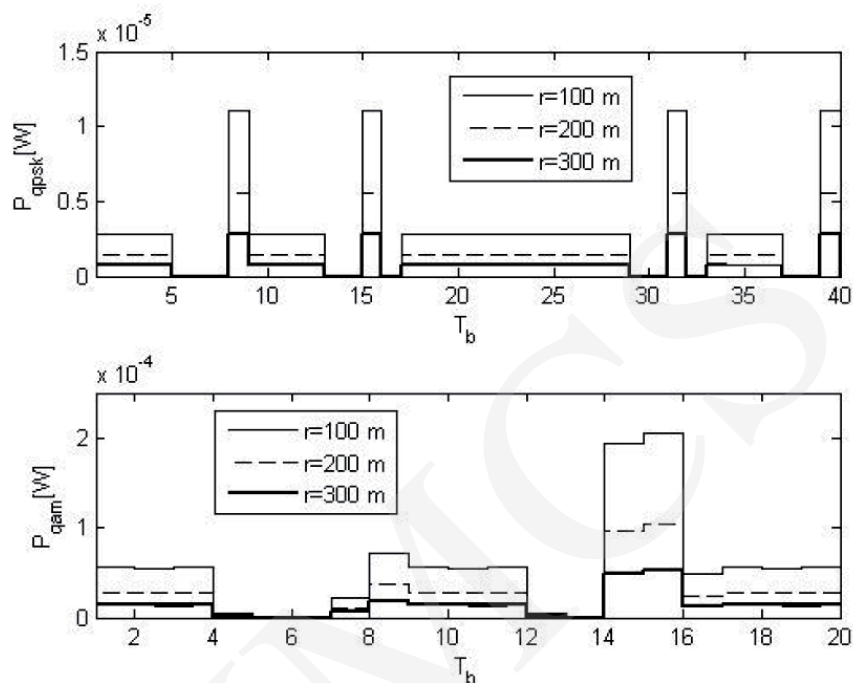 x 10^-5
1.5
1
0.5
0
P_qpsk[W]
r=100 m
r=200 m
r=300 m
5 10 15 20 25 30 35 40
T_b
x 10^-4
2
1
0
P_qam[W]
r=100 m
r=200 m
r=300 m
2 4 6 8 10 12 14 16 18 20
T_b